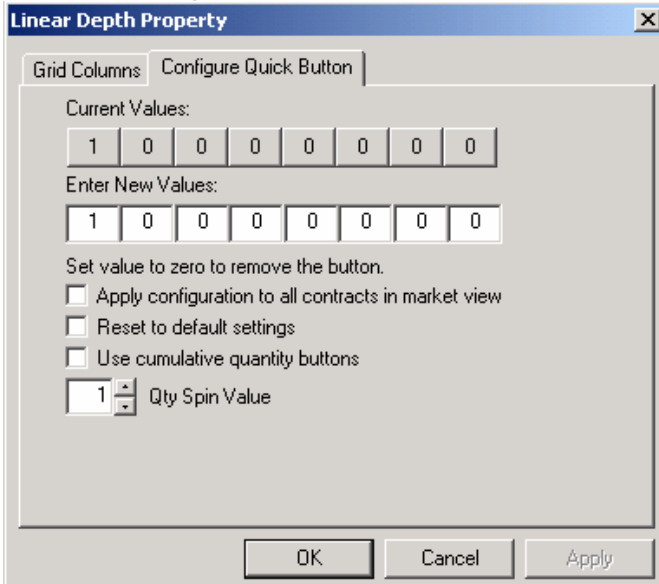 Linear Depth Property
Grid Columns Configure Quick Button
Current Values:
1 0 0 0 0 0 0 0
Enter New Values:
1 0 0 0 0 0 0 0
Set value to zero to remove the button.
Apply configuration to all contracts in market view
Reset to default settings
Use cumulative quantity buttons
1 Qty Spin Value
OK Cancel Apply